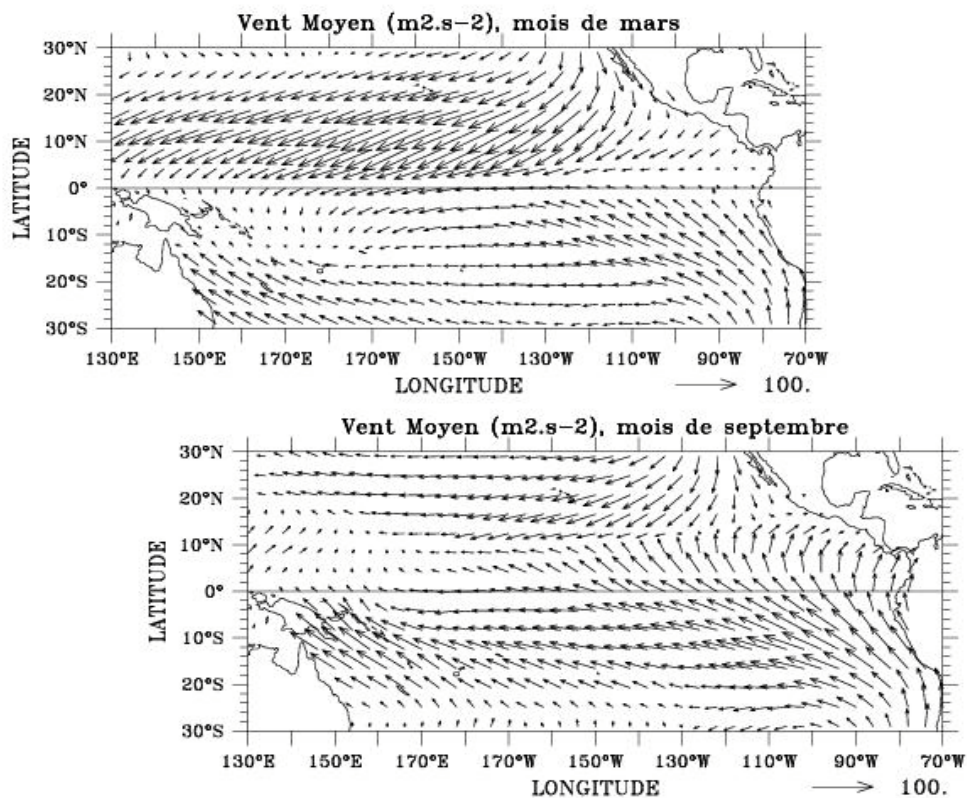 Vent Moyen (m2.s-2), mois de mars
30°N
20°N
10°N
0°
10°S
20°S
30°S
LATITUDE
130°E 150°E 170°E 170°W 150°W 130°W 110°W 90°W 70°W
LONGITUDE
100.
Vent Moyen (m2.s-2), mois de septembre
30°N
20°N
10°N
0°
10°S
20°S
30°S
LATITUDE
130°E 150°E 170°E 170°W 150°W 130°W 110°W 90°W 70°W
LONGITUDE
100.